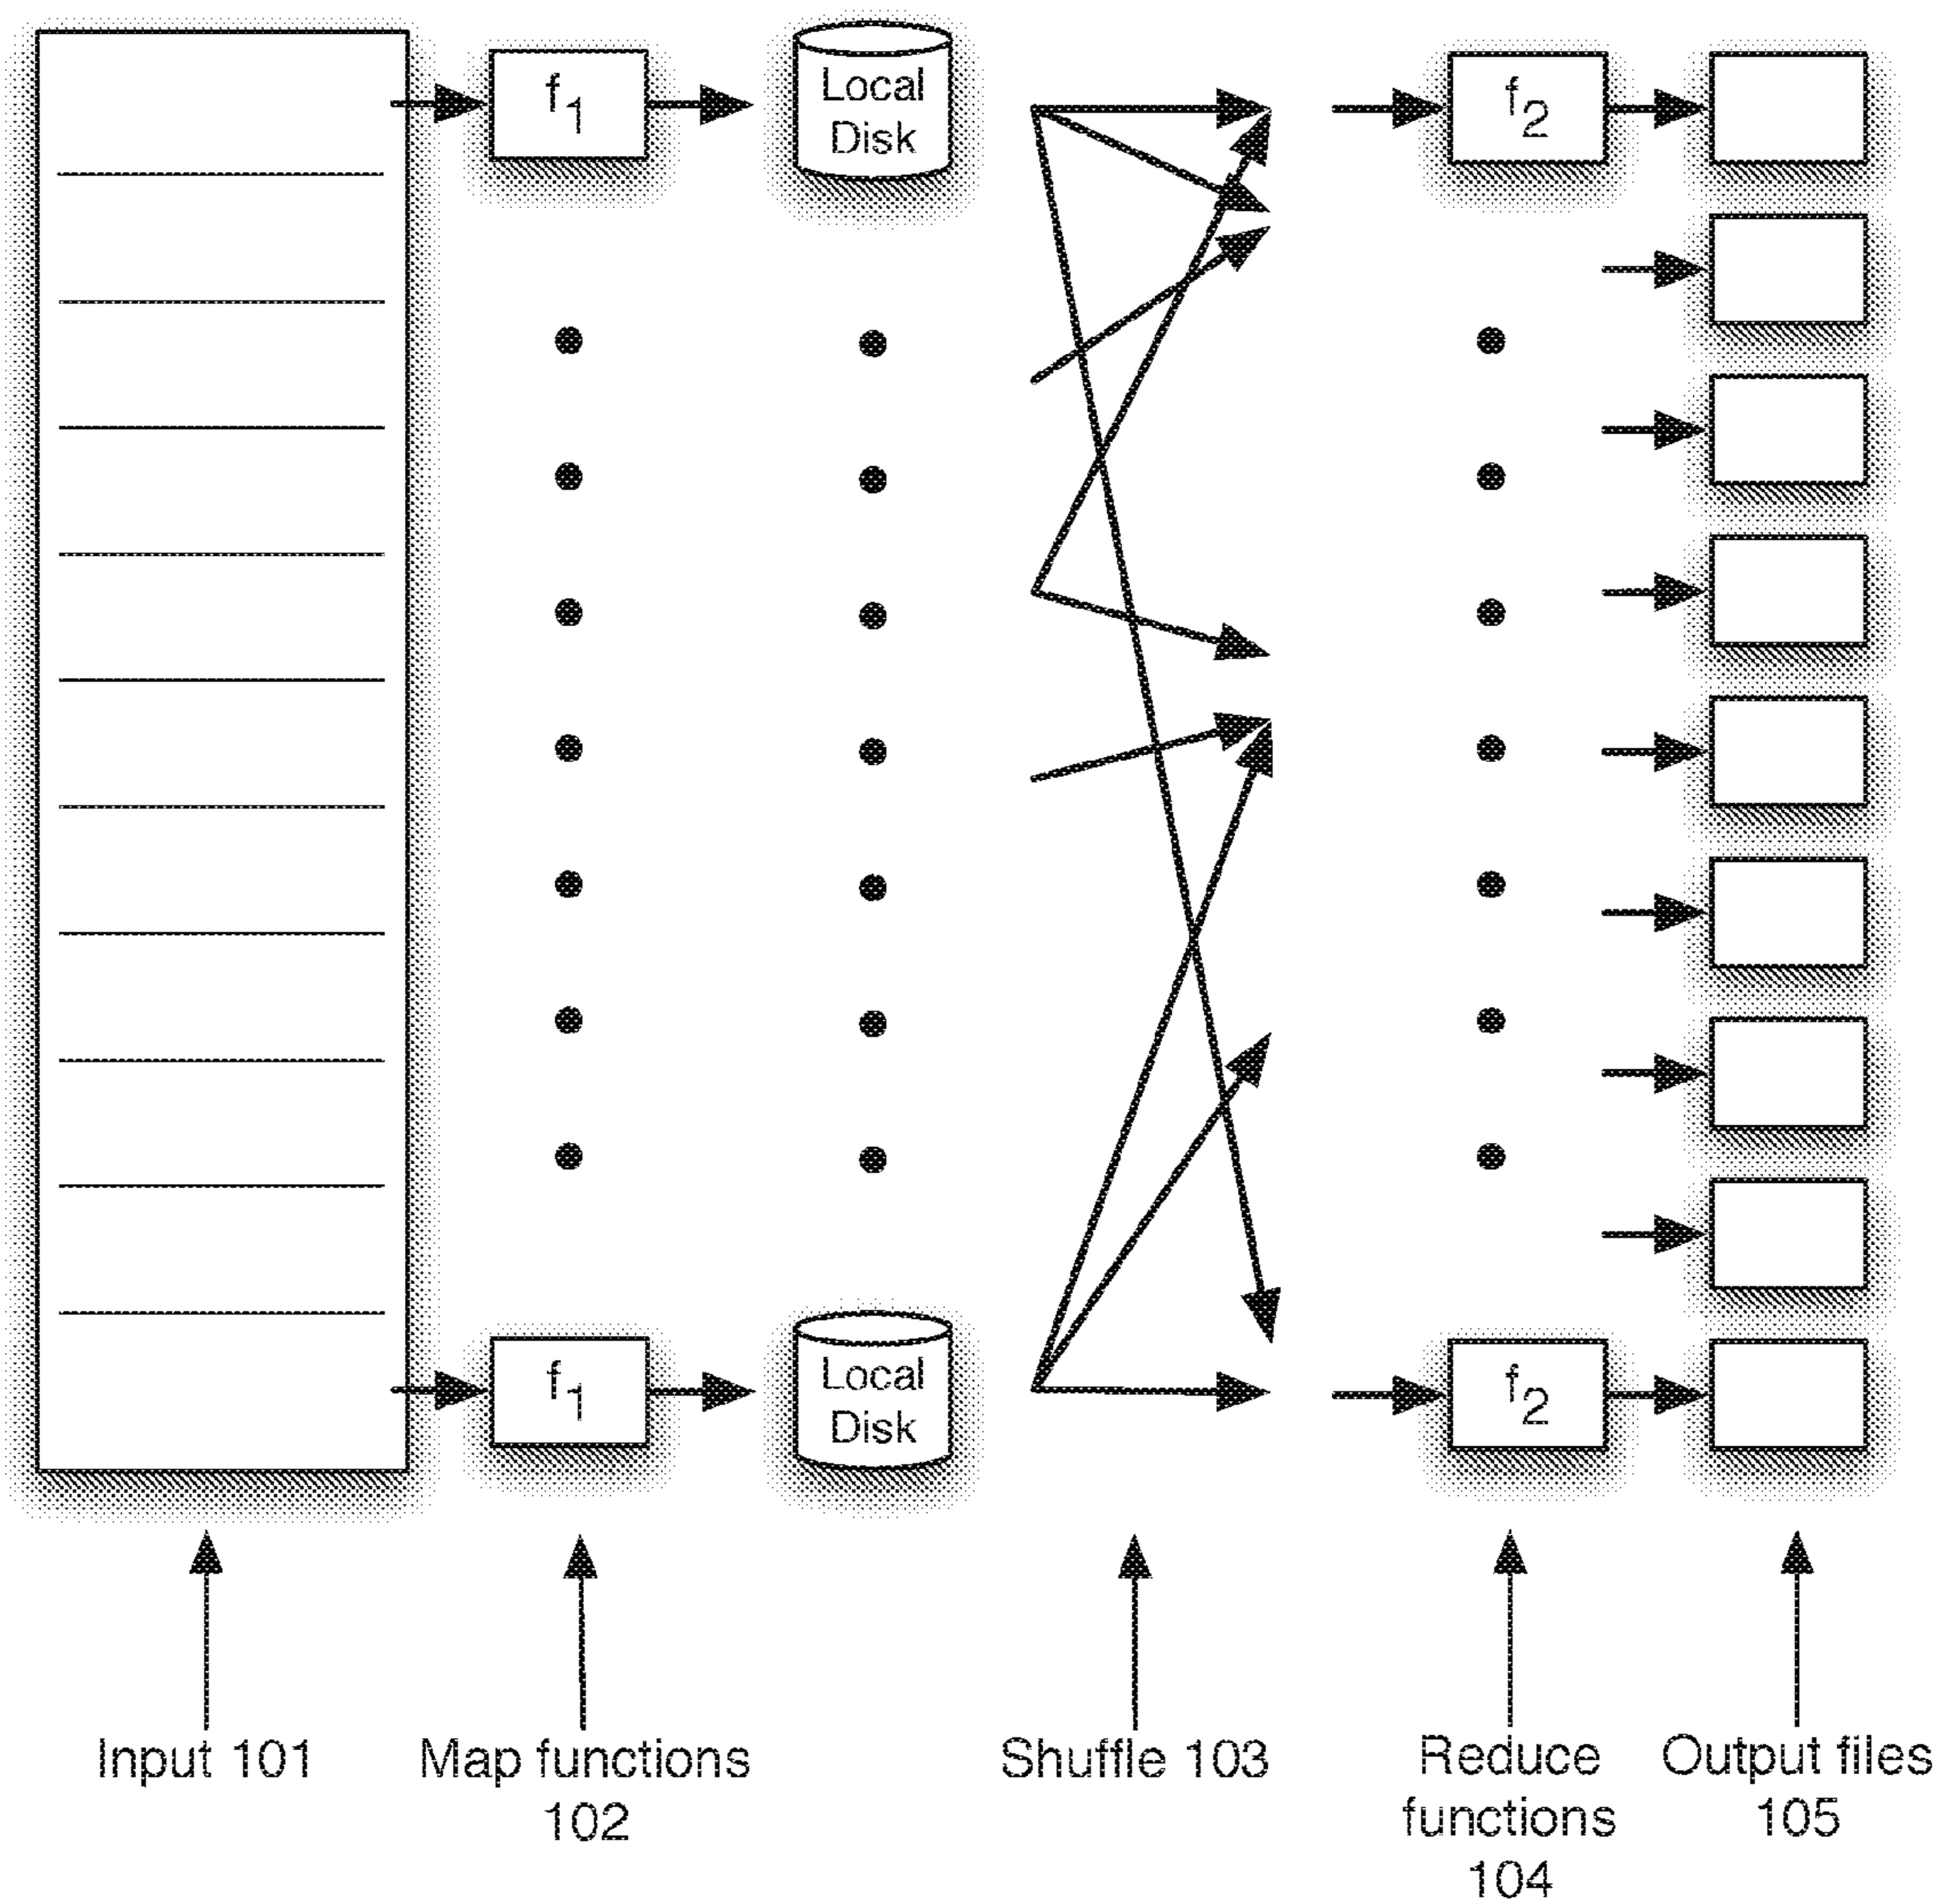 f1
Local
Disk
f2
f1
Local
Disk
f2
Input 101
Map functions
102
Shuffle 103
Reduce
functions
104
Output files
105